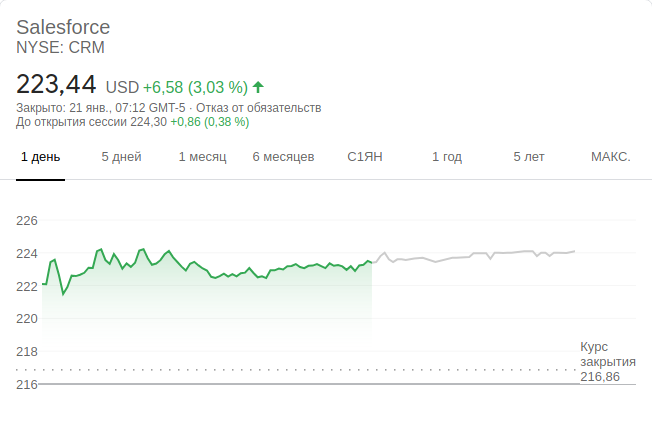 Salesforce
NYSE: CRM
223,44 USD +6,58 (3,03 %)
Закрыто: 21 янв., 07:12 GMT-5 · Отказ от обязательств
До открытия сессии 224,30 +0,86 (0,38 %)
1 день 5 дней 1 месяц 6 месяцев С1ЯН 1 год 5 лет МАКС.
226
224
222
220
218
Курс
закрытия
216,86
216